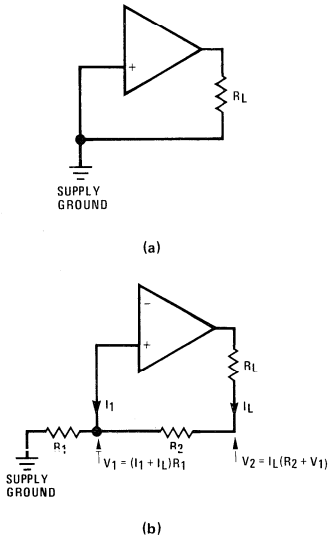 +
RL
SUPPLY
GROUND
(a)
−
+
RL
I1
IL
R1
R2
V1 = (I1 + IL)R1
V2 = IL(R2 + V1)
SUPPLY
GROUND
(b)